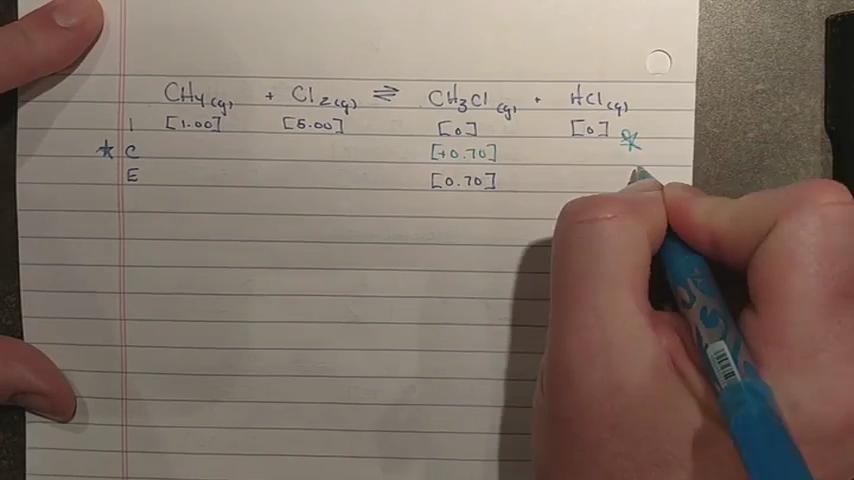 CH4(g) + Cl2(g) ⇌ CH3Cl(g) + HCl(g)
I [1.00] [5.00] [0] [0]
* C [+0.70]
E [0.70]